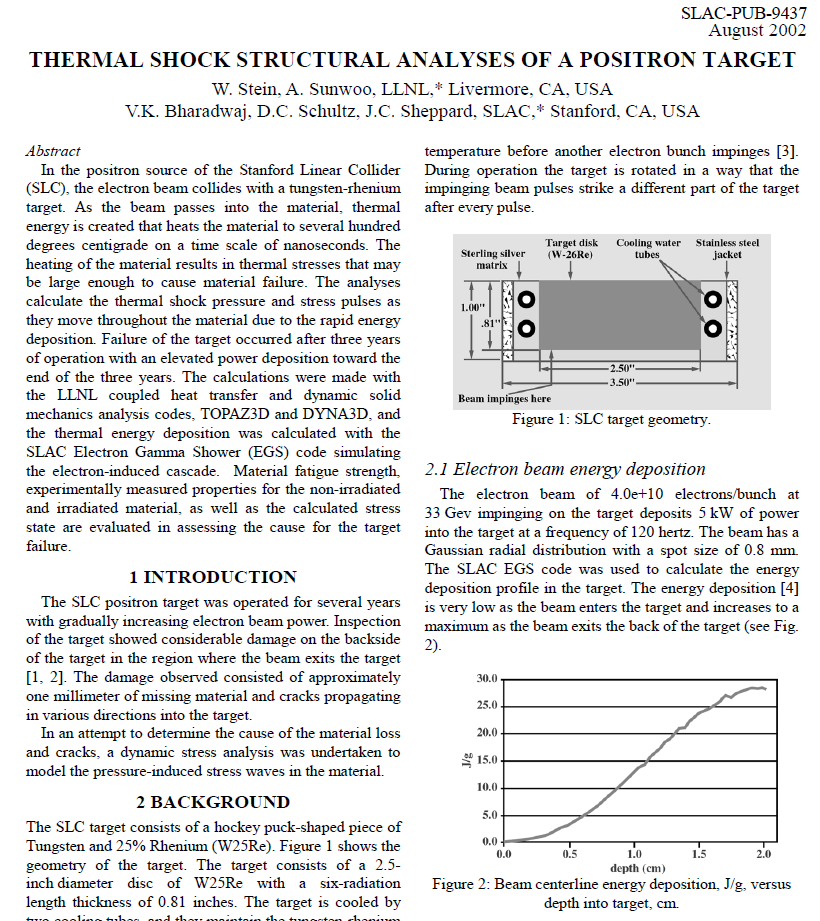 SLAC-PUB-9437
August 2002
THERMAL SHOCK STRUCTURAL ANALYSES OF A POSITRON TARGET
W. Stein, A. Sunwoo, LLNL,* Livermore, CA, USA
V.K. Bharadwaj, D.C. Schultz, J.C. Sheppard, SLAC,* Stanford, CA, USA
Abstract
In the positron source of the Stanford Linear Collider
(SLC), the electron beam collides with a tungsten-rhenium
target. As the beam passes into the material, thermal
energy is created that heats the material to several hundred
degrees centigrade on a time scale of nanoseconds. The
heating of the material results in thermal stresses that may
be large enough to cause material failure. The analyses
calculate the thermal shock pressure and stress pulses as
they move throughout the material due to the rapid energy
deposition. Failure of the target occurred after three years
of operation with an elevated power deposition toward the
end of the three years. The calculations were made with
the LLNL coupled heat transfer and dynamic solid
mechanics analysis codes, TOPAZ3D and DYNA3D, and
the thermal energy deposition was calculated with the
SLAC Electron Gamma Shower (EGS) code simulating
the electron-induced cascade. Material fatigue strength,
experimentally measured properties for the non-irradiated
and irradiated material, as well as the calculated stress
state are evaluated in assessing the cause for the target
failure.
1 INTRODUCTION
The SLC positron target was operated for several years
with gradually increasing electron beam power. Inspection
of the target showed considerable damage on the backside
of the target in the region where the beam exits the target
[1, 2]. The damage observed consisted of approximately
one millimeter of missing material and cracks propagating
in various directions into the target.
In an attempt to determine the cause of the material loss
and cracks, a dynamic stress analysis was undertaken to
model the pressure-induced stress waves in the material.
2 BACKGROUND
The SLC target consists of a hockey puck-shaped piece of
Tungsten and 25% Rhenium (W25Re). Figure 1 shows the
geometry of the target. The target consists of a 2.5-
inch diameter disc of W25Re with a six-radiation
length thickness of 0.81 inches. The target is cooled by
two cooling tubes, and they maintain the tungsten-rhenium
temperature before another electron bunch impinges [3].
During operation the target is rotated in a way that the
impinging beam pulses strike a different part of the target
after every pulse.
Sterling silver matrix
Target disk (W-26Re)
Cooling water tubes
Stainless steel jacket
1.00"
.81"
2.50"
3.50"
Beam impinges here
Figure 1: SLC target geometry.
2.1 Electron beam energy deposition
The electron beam of 4.0e+10 electrons/bunch at
33 Gev impinging on the target deposits 5 kW of power
into the target at a frequency of 120 hertz. The beam has a
Gaussian radial distribution with a spot size of 0.8 mm.
The SLAC EGS code was used to calculate the energy
deposition profile in the target. The energy deposition [4]
is very low as the beam enters the target and increases to a
maximum as the beam exits the back of the target (see Fig.
2).
30.0
25.0
20.0
15.0
10.0
5.0
0.0
J/g
0.0 0.5 1.0 1.5 2.0
depth (cm)
Figure 2: Beam centerline energy deposition, J/g, versus
depth into target, cm.